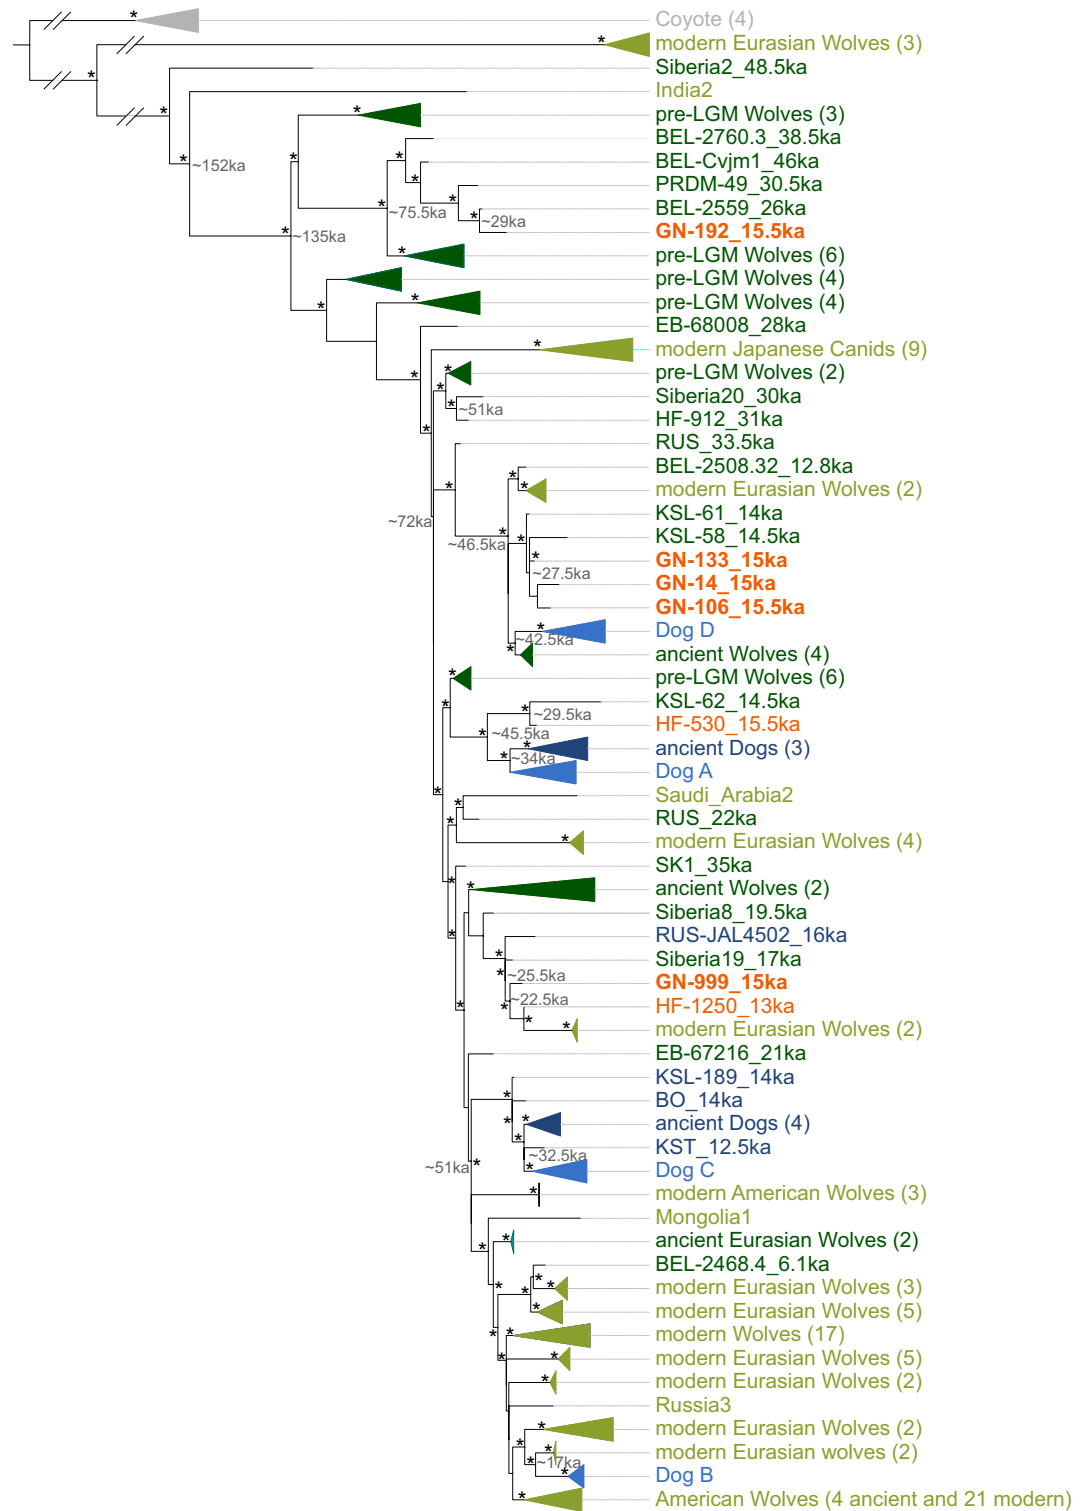 Coyote (4)
modern Eurasian Wolves (3)
Siberia2_48.5ka
India2
pre-LGM Wolves (3)
BEL-2760.3_38.5ka
BEL-Cvjm1_46ka
~152ka
PRDM-49_30.5ka
BEL-2559_26ka
~75.5ka
~29ka
GN-192_15.5ka
~135ka
pre-LGM Wolves (6)
pre-LGM Wolves (4)
pre-LGM Wolves (4)
EB-68008_28ka
modern Japanese Canids (9)
pre-LGM Wolves (2)
Siberia20_30ka
~51ka
HF-912_31ka
RUS_33.5ka
BEL-2508.32_12.8ka
modern Eurasian Wolves (2)
KSL-61_14ka
~72ka
KSL-58_14.5ka
~46.5ka
GN-133_15ka
~27.5ka
GN-14_15ka
GN-106_15.5ka
Dog D
~42.5ka
ancient Wolves (4)
pre-LGM Wolves (6)
KSL-62_14.5ka
~29.5ka
HF-530_15.5ka
~45.5ka
ancient Dogs (3)
~34ka
Dog A
Saudi_Arabia2
RUS_22ka
modern Eurasian Wolves (4)
SK1_35ka
ancient Wolves (2)
Siberia8_19.5ka
RUS-JAL4502_16ka
Siberia19_17ka
~25.5ka
GN-999_15ka
~22.5ka
HF-1250_13ka
modern Eurasian Wolves (2)
EB-67216_21ka
KSL-189_14ka
BO_14ka
ancient Dogs (4)
KST_12.5ka
~32.5ka
~51ka
Dog C
modern American Wolves (3)
Mongolia1
ancient Eurasian Wolves (2)
BEL-2468.4_6.1ka
modern Eurasian Wolves (3)
modern Eurasian Wolves (5)
modern Wolves (17)
modern Eurasian Wolves (5)
modern Eurasian Wolves (2)
Russia3
modern Eurasian Wolves (2)
modern Eurasian wolves (2)
~17ka
Dog B
American Wolves (4 ancient and 21 modern)